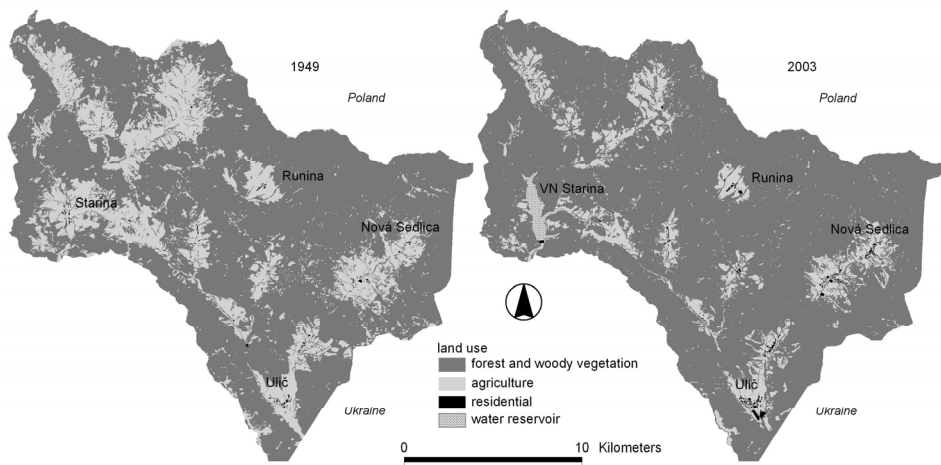 1949
Poland
Starina
Runina
Nová Sedlica
Ulič
Ukraine
2003
Poland
VN Starina
Runina
Nová Sedlica
Ulič
Ukraine
land use
forest and woody vegetation
agriculture
residential
water reservoir
0 10 Kilometers